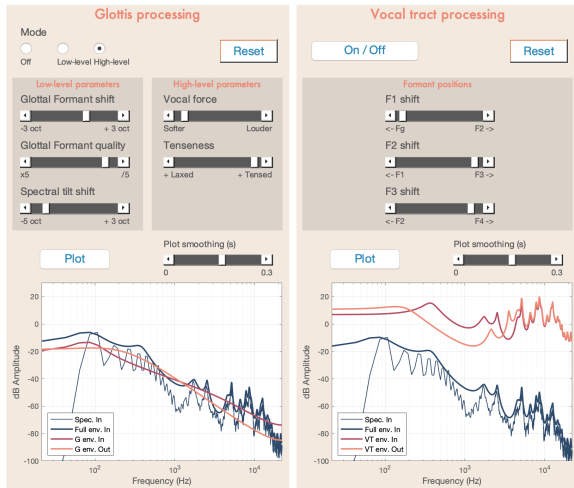 Glottis processing
Mode
Off Low-level High-level
Reset
Low-level parameters
Glottal Formant shift
-3 oct + 3 oct
Glottal Formant quality
x5 /5
Spectral tilt shift
-5 oct + 3 oct
High-level parameters
Vocal force
Softer Louder
Tenseness
+ Laxed + Tensed
Plot
Plot smoothing (s)
0 0.3
dB Amplitude
20
0
-20
-40
-60
-80
-100
Spec. In
Full env. In
G env. In
G env. Out
10² 10³ 10⁴
Frequency (Hz)
Vocal tract processing
On / Off
Reset
Formant positions
F1 shift
<- Fg F2 ->
F2 shift
<- F1 F3 ->
F3 shift
<- F2 F4 ->
Plot
Plot smoothing (s)
0 0.3
dB Amplitude
20
0
-20
-40
-60
-80
-100
Spec. In
Full env. In
VT env. In
VT env. Out
10² 10³ 10⁴
Frequency (Hz)